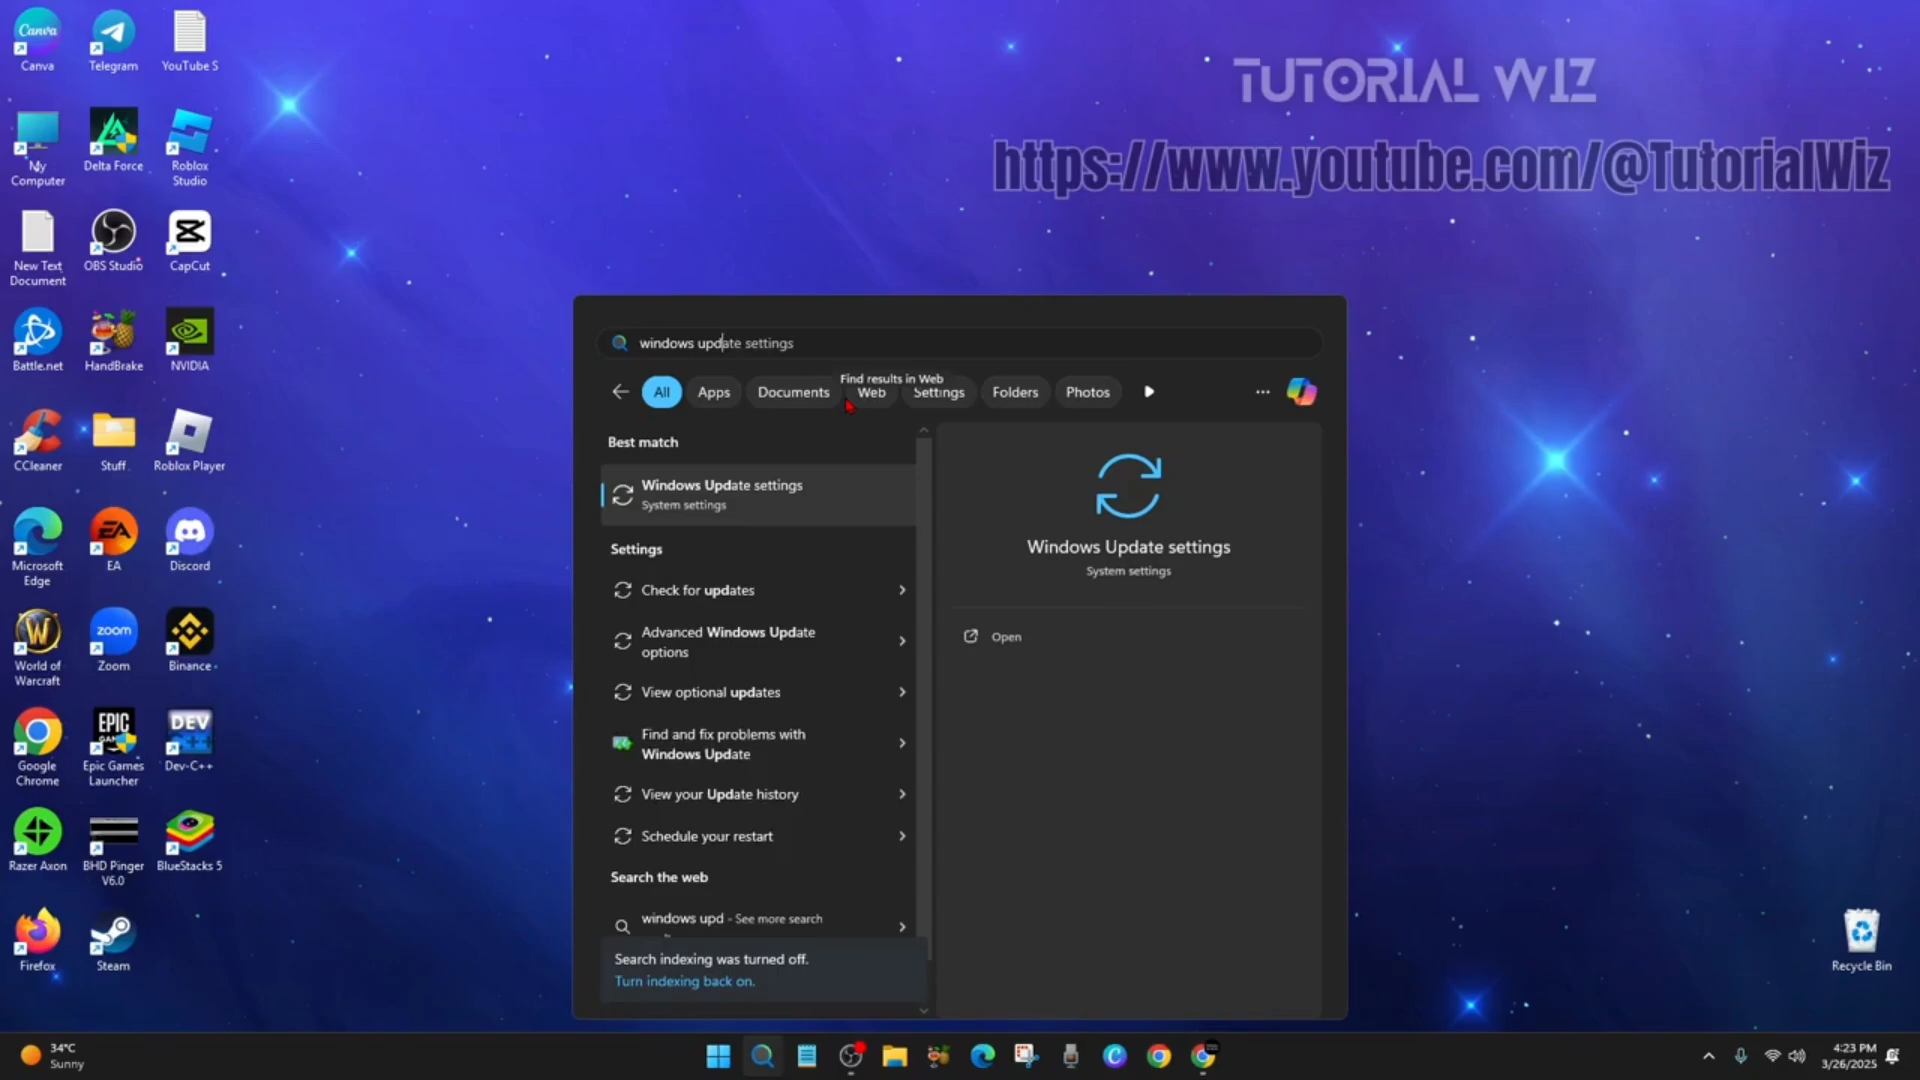 Canva
Telegram
YouTube S
TUTORIAL WIZ
https://www.youtube.com/@TutorialWiz
My
Computer
Delta Force
Roblox
Studio
New Text
Document
OBS Studio
CapCut
Battle.net
HandBrake
NVIDIA
CCleaner
Stuff
Roblox Player
Microsoft
Edge
EA
Discord
World of
Warcraft
zoom
Zoom
Binance
Google
Chrome
EPIC
Epic Games
Launcher
DEV
Dev-C++
Razer Axon
BHD Pinger
V6.0
BlueStacks 5
Firefox
Steam
windows update settings
Find results in Web
All
Apps
Documents
Web
Settings
Folders
Photos
Best match
Windows Update settings
System settings
Settings
Check for updates
Advanced Windows Update
options
View optional updates
Find and fix problems with
Windows Update
View your Update history
Schedule your restart
Search the web
windows upd - See more search
Search indexing was turned off.
Turn indexing back on.
Windows Update settings
System settings
Open
Recycle Bin
34°C
Sunny
4:23 PM
3/26/2025